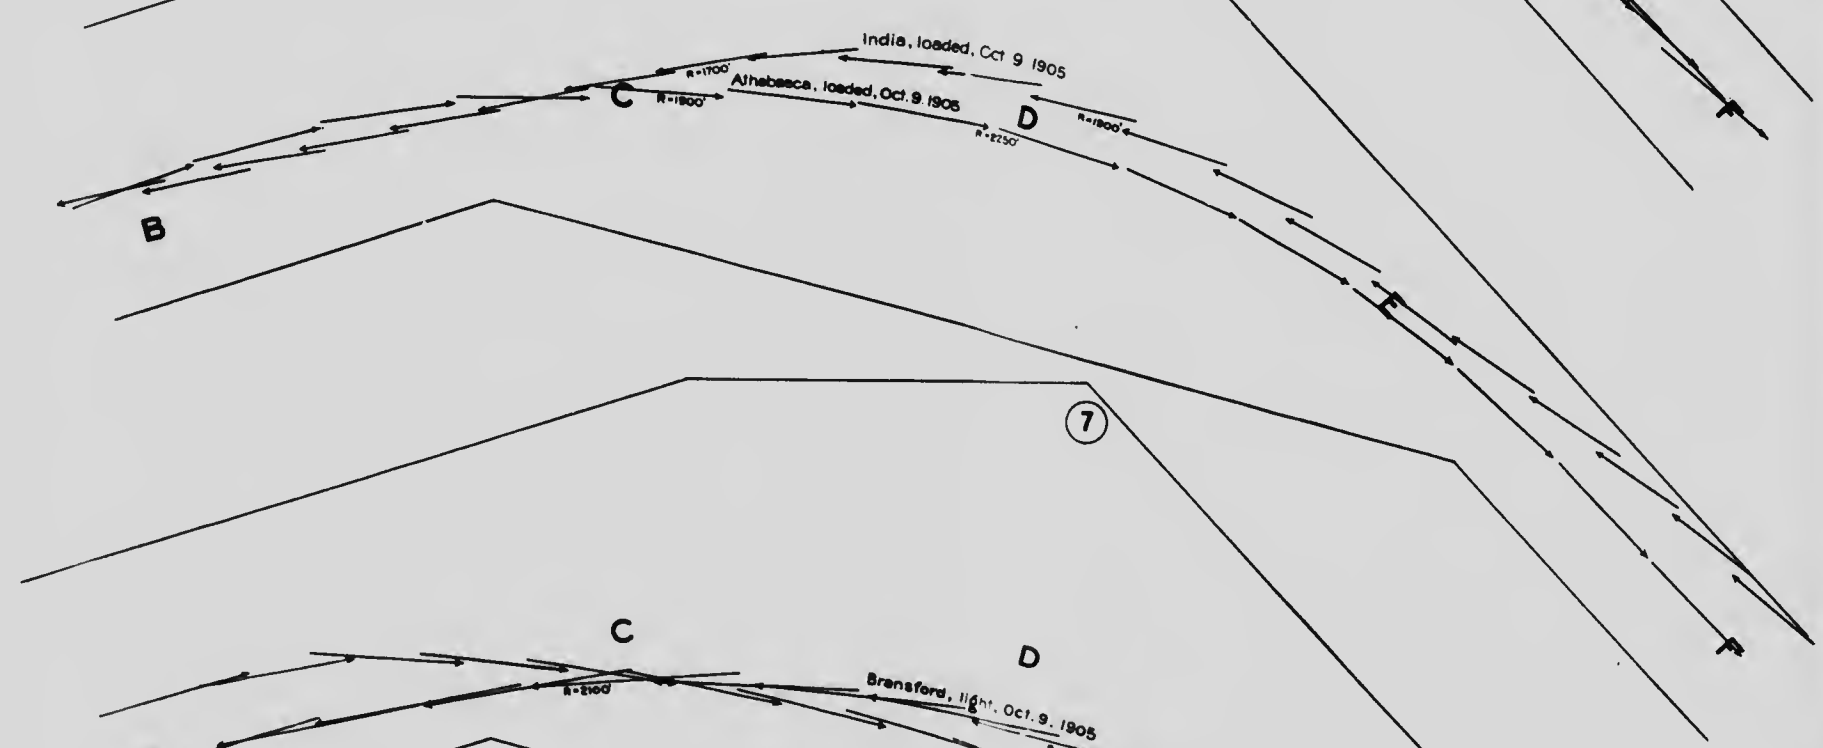 India, loaded, Oct 9 1905
R=1700'
Athabasca, loaded, Oct. 9. 1905
C
R=1900'
D
R=1800'
R=2250'
F
B
E
7
C
D
F
Bransford, light, Oct. 9. 1905
R=2100'